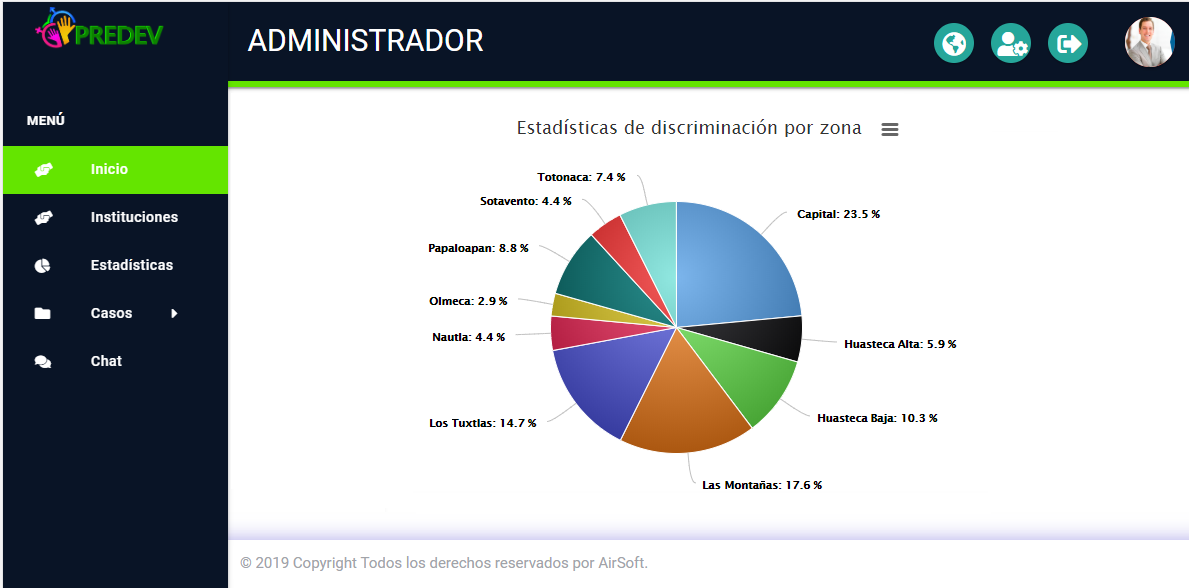 PREDEV
ADMINISTRADOR
MENÚ
Inicio
Instituciones
Estadísticas
Casos
Chat
Estadísticas de discriminación por zona
Totonaca: 7.4 %
Sotavento: 4.4 %
Capital: 23.5 %
Papaloapan: 8.8 %
Olmeca: 2.9 %
Nautla: 4.4 %
Huasteca Alta: 5.9 %
Huasteca Baja: 10.3 %
Los Tuxtlas: 14.7 %
Las Montañas: 17.6 %
© 2019 Copyright Todos los derechos reservados por AirSoft.